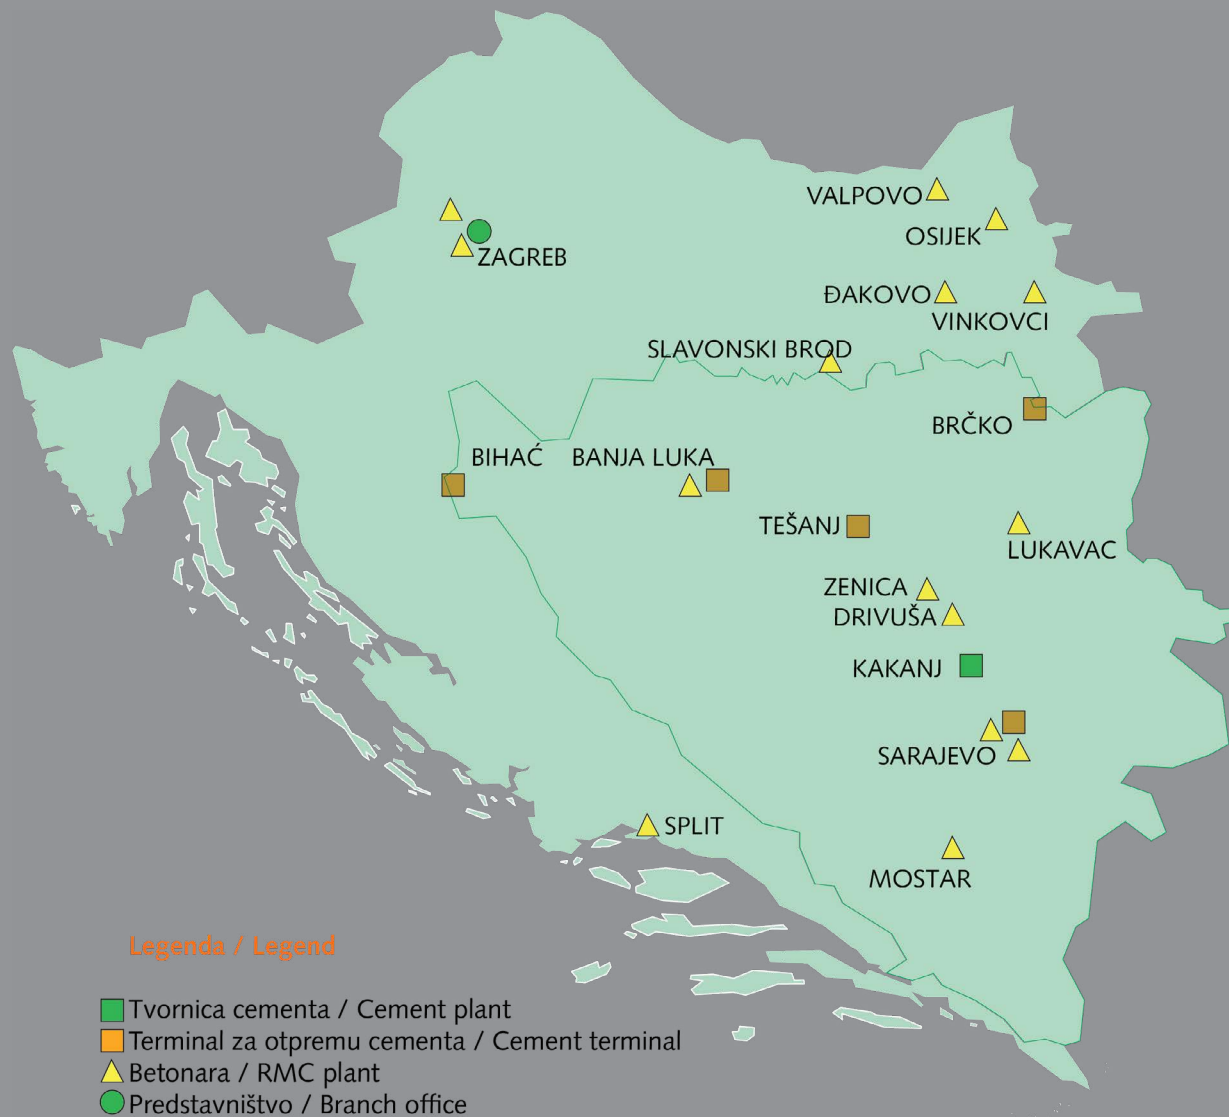 VALPOVO
OSIJEK
ZAGREB
ĐAKOVO
VINKOVCI
SLAVONSKI BROD
BRČKO
BIHAĆ
BANJA LUKA
TEŠANJ
LUKAVAC
ZENICA
DRIVUŠA
KAKANJ
SARAJEVO
SPLIT
MOSTAR
Legenda / Legend
Tvornica cementa / Cement plant
Terminal za otpremu cementa / Cement terminal
Betonara / RMC plant
Predstavništvo / Branch office